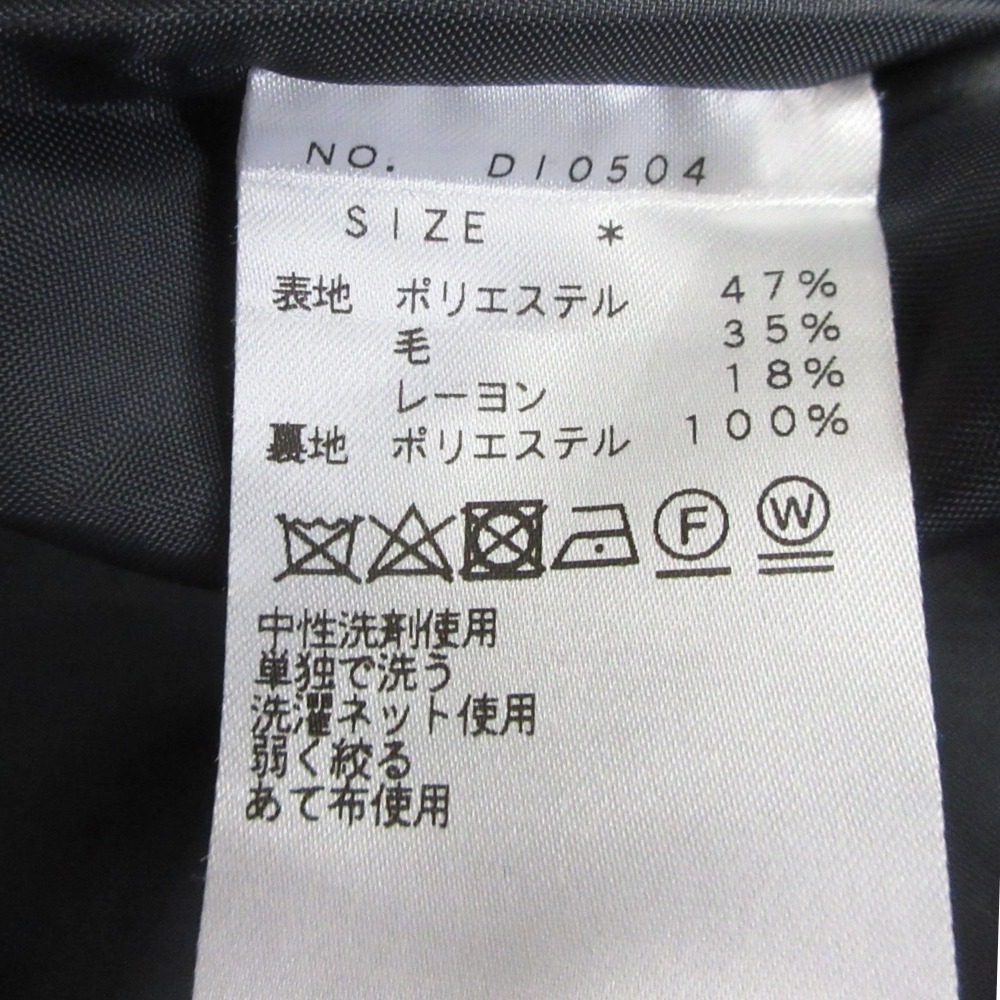 NO. D10504
SIZE *
表地 ポリエステル 47%
毛 35%
レーヨン 18%
裏地 ポリエステル 100%
F W
中性洗剤使用
単独で洗う
洗濯ネット使用
弱く絞る
あて布使用